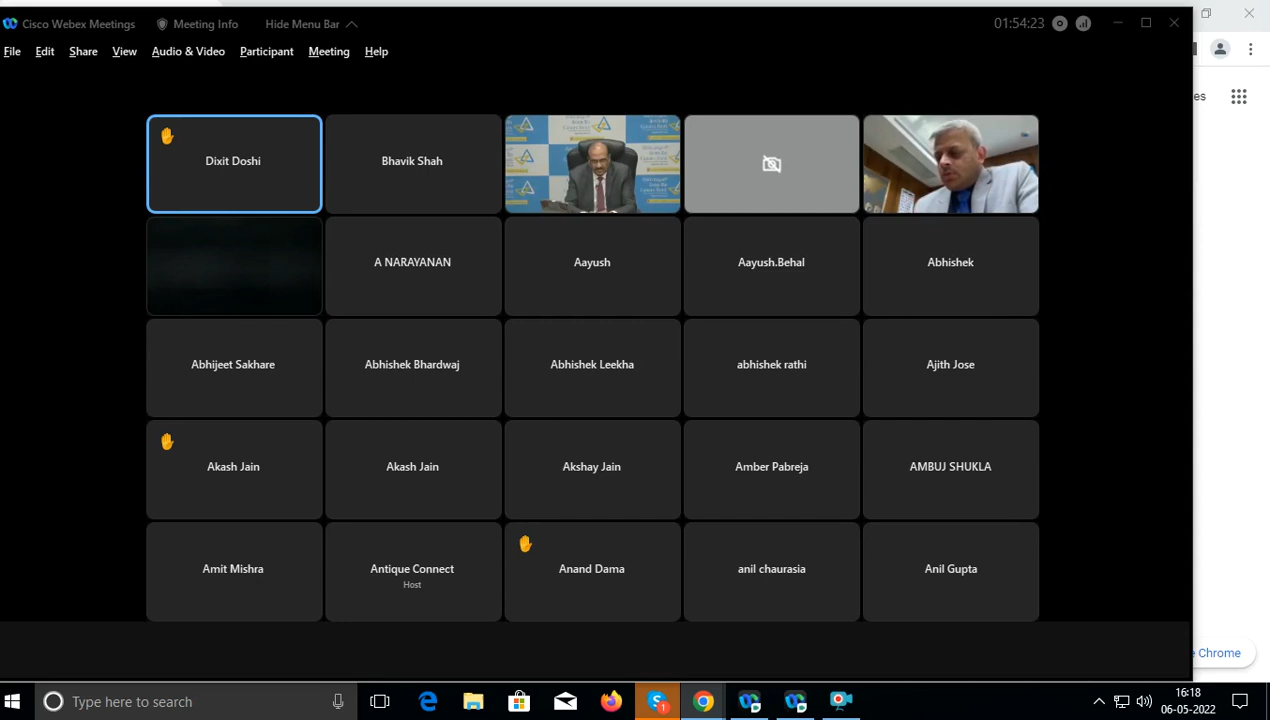 Cisco Webex Meetings
Meeting Info
Hide Menu Bar
01:54:23
File Edit Share View Audio & Video Participant Meeting Help
es
Dixit Doshi
Bhavik Shah
A NARAYANAN
Aayush
Aayush.Behal
Abhishek
Abhijeet Sakhare
Abhishek Bhardwaj
Abhishek Leekha
abhishek rathi
Ajith Jose
Akash Jain
Akash Jain
Akshay Jain
Amber Pabreja
AMBUJ SHUKLA
Amit Mishra
Antique Connect
Host
Anand Dama
anil chaurasia
Anil Gupta
e Chrome
Type here to search
1
16:18
06-05-2022